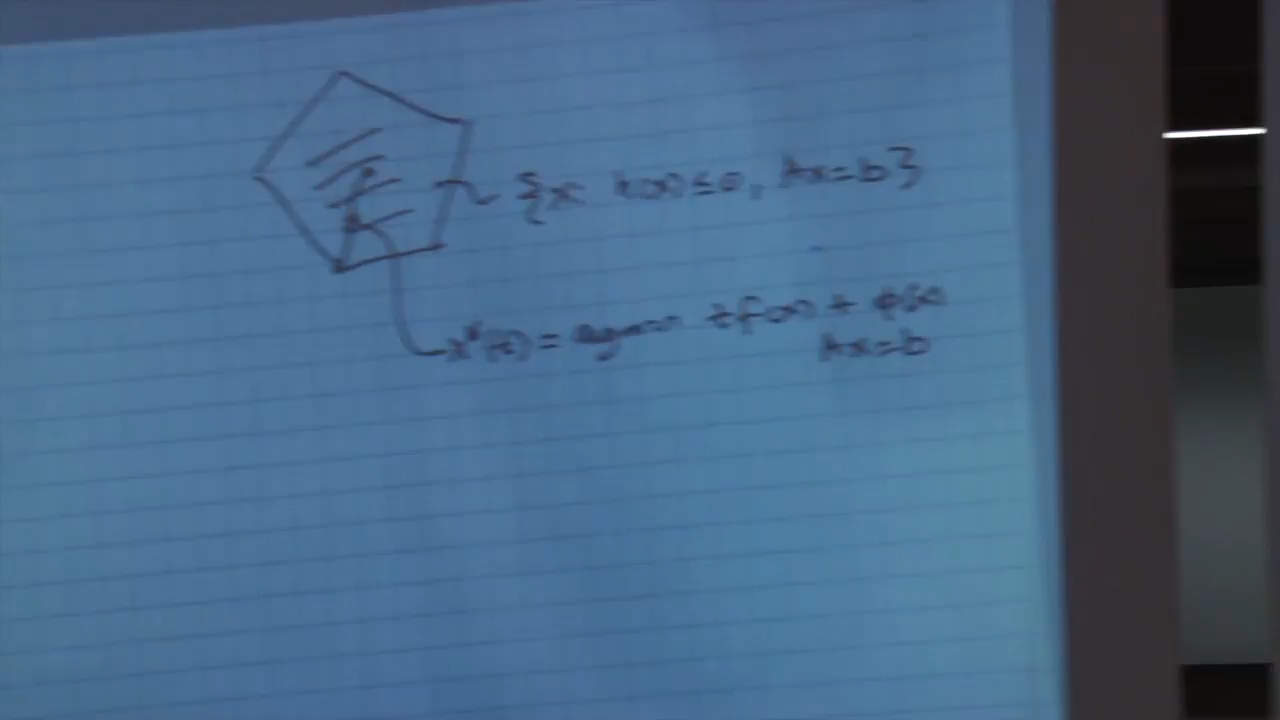 {x h(x) ≤ 0, Ax=b}
x*(t) = argmin tf(x) + φ(x)
Ax=b